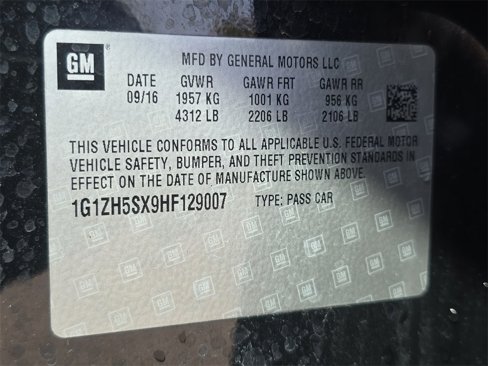 GM
MFD BY GENERAL MOTORS LLC
DATE GVWR GAWR FRT GAWR RR
09/16 1957 KG 1001 KG 956 KG
4312 LB 2206 LB 2106 LB
THIS VEHICLE CONFORMS TO ALL APPLICABLE U.S. FEDERAL MOTOR
VEHICLE SAFETY, BUMPER, AND THEFT PREVENTION STANDARDS IN
EFFECT ON THE DATE OF MANUFACTURE SHOWN ABOVE.
1G1ZH5SX9HF129007 TYPE: PASS CAR